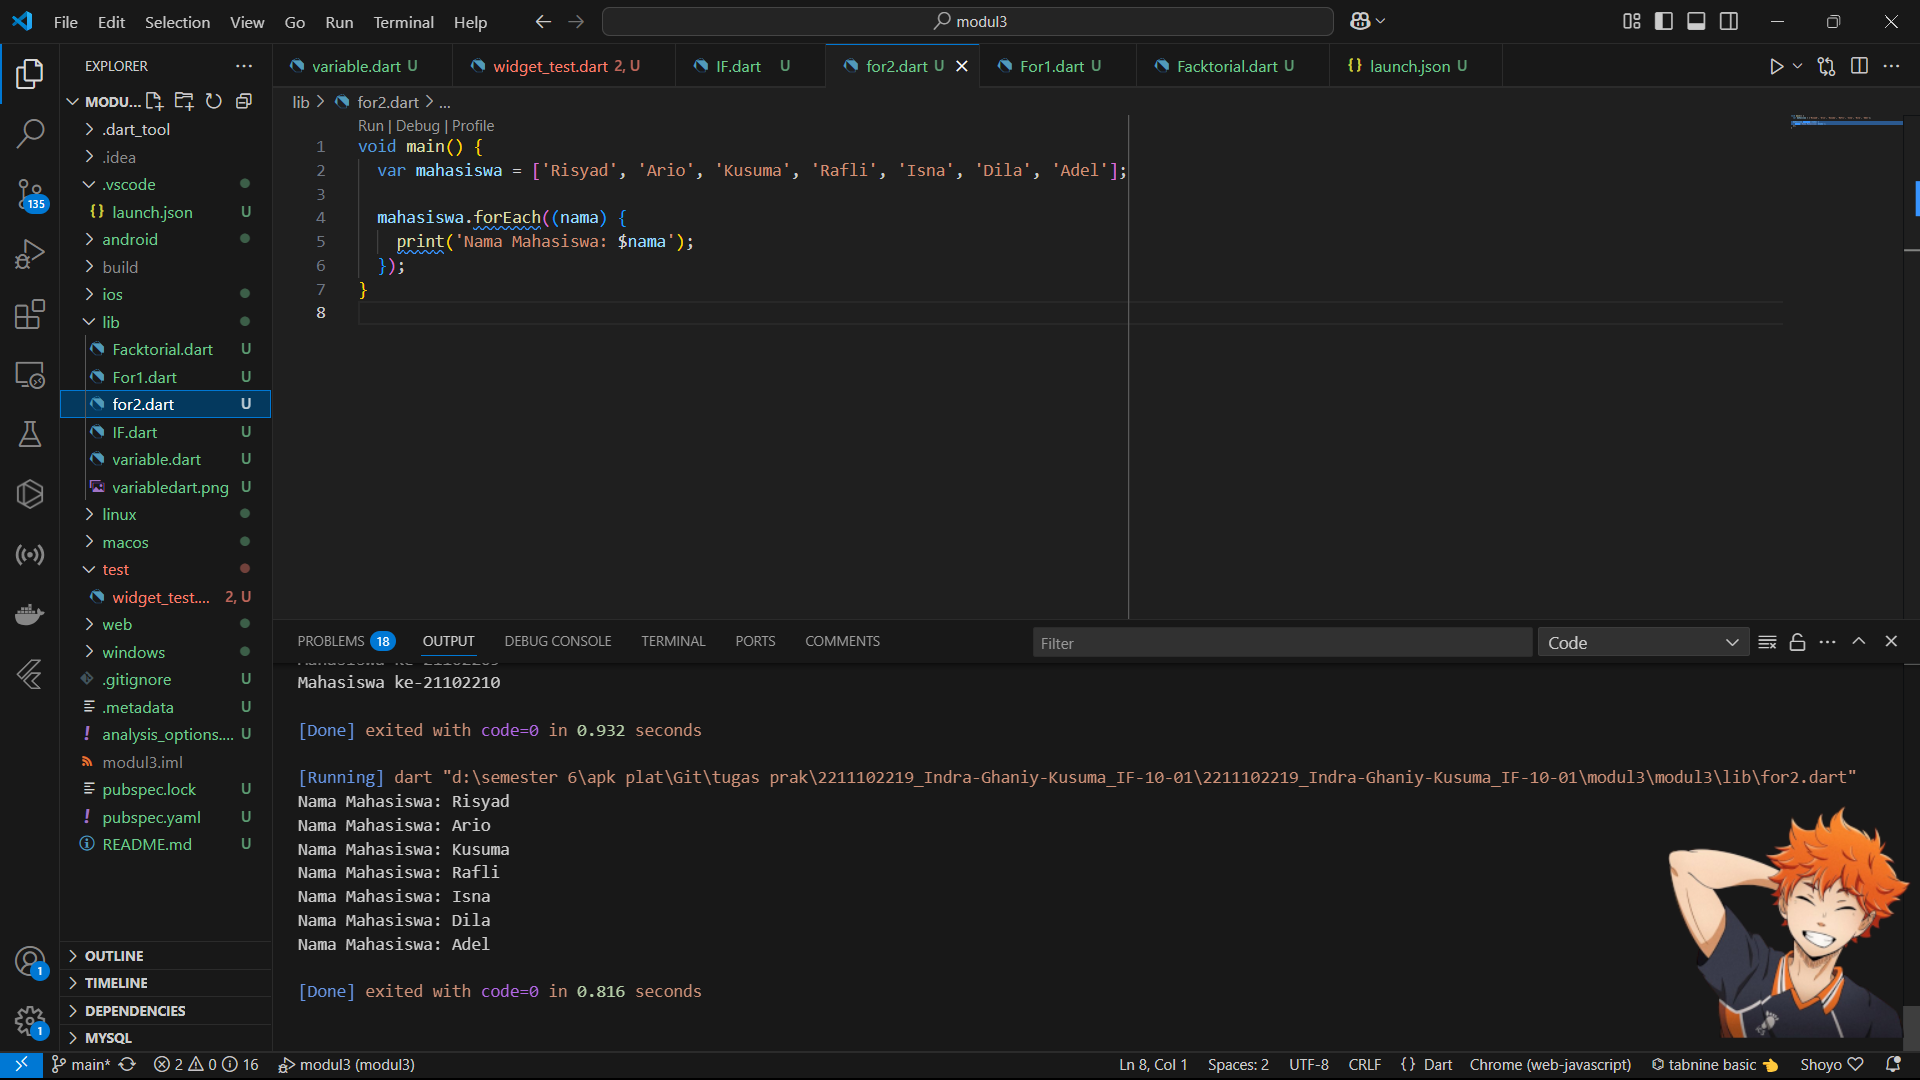 File Edit Selection View Go Run Terminal Help
modul3
EXPLORER
MODU...
.dart_tool
.idea
.vscode
launch.json U
android
build
ios
lib
Facktorial.dart U
For1.dart U
for2.dart U
IF.dart U
variable.dart U
variabledart.png U
linux
macos
test
widget_test.... 2, U
web
windows
.gitignore U
.metadata U
analysis_options.... U
modul3.iml
pubspec.lock U
pubspec.yaml U
README.md U
OUTLINE
TIMELINE
DEPENDENCIES
MYSQL
135
1
1
variable.dart U
widget_test.dart 2, U
IF.dart U
for2.dart U
For1.dart U
Facktorial.dart U
launch.json U
lib > for2.dart > ...
Run | Debug | Profile
1 void main() {
2 var mahasiswa = ['Risyad', 'Ario', 'Kusuma', 'Rafli', 'Isna', 'Dila', 'Adel'];
3
4 mahasiswa.forEach((nama) {
5 print('Nama Mahasiswa: $nama');
6 });
7 }
8
PROBLEMS 18 OUTPUT DEBUG CONSOLE TERMINAL PORTS COMMENTS
Filter
Code
Mahasiswa ke-21102209
Mahasiswa ke-21102210
[Done] exited with code=0 in 0.932 seconds
[Running] dart "d:\semester 6\apk plat\Git\tugas prak\2211102219_Indra-Ghaniy-Kusuma_IF-10-01\2211102219_Indra-Ghaniy-Kusuma_IF-10-01\modul3\modul3\lib\for2.dart"
Nama Mahasiswa: Risyad
Nama Mahasiswa: Ario
Nama Mahasiswa: Kusuma
Nama Mahasiswa: Rafli
Nama Mahasiswa: Isna
Nama Mahasiswa: Dila
Nama Mahasiswa: Adel
[Done] exited with code=0 in 0.816 seconds
main* 2 0 16 modul3 (modul3) Ln 8, Col 1 Spaces: 2 UTF-8 CRLF {} Dart Chrome (web-javascript) tabnine basic Shoyo